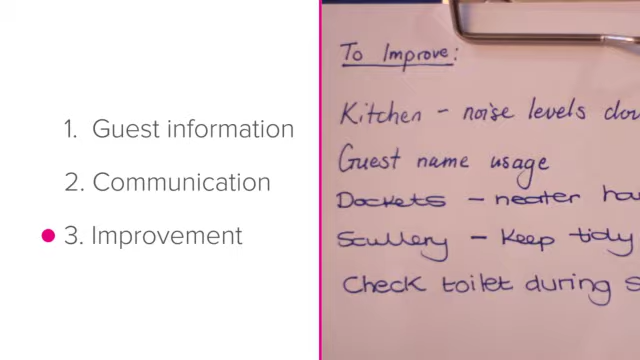 1. Guest information
2. Communication
3. Improvement
To Improve:
Kitchen - noise levels
Guest name usage
Dockets - neater
Scullery - Keep tidy
Check toilet during